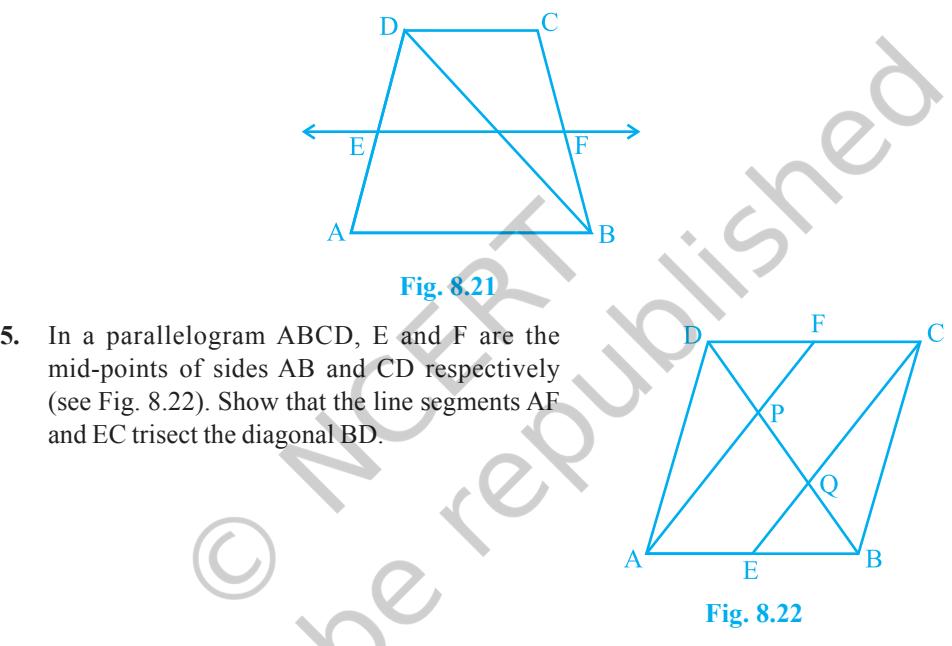 D
C
E
F
A
B
Fig. 8.21
5. In a parallelogram ABCD, E and F are the
mid-points of sides AB and CD respectively
(see Fig. 8.22). Show that the line segments AF
and EC trisect the diagonal BD.
D
F
C
P
Q
A
E
B
Fig. 8.22
© NCERT
be republished